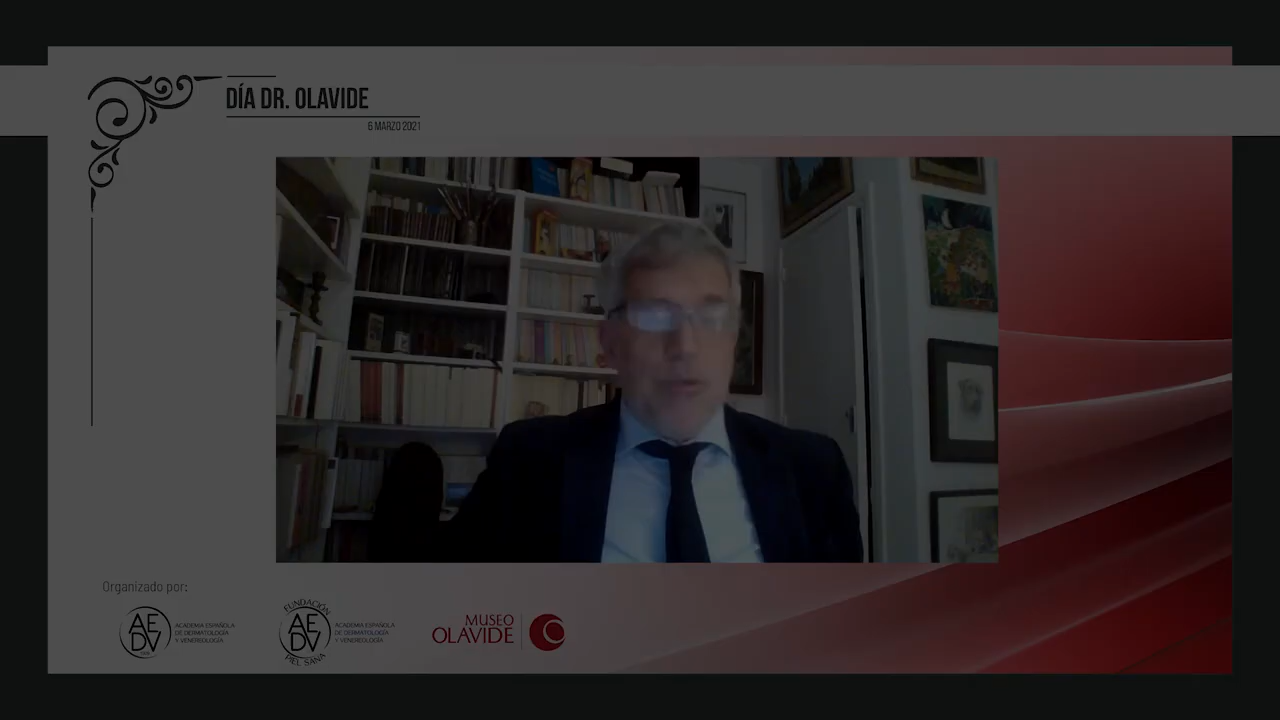 DÍA DR. OLAVIDE
6 MARZO 2021
Organizado por:
AEDV
ACADEMIA ESPAÑOLA
DE DERMATOLOGÍA
Y VENEREOLOGÍA
FUNDACIÓN
AEDV
PIEL SANA
ACADEMIA ESPAÑOLA
DE DERMATOLOGÍA
Y VENEREOLOGÍA
MUSEO
OLAVIDE